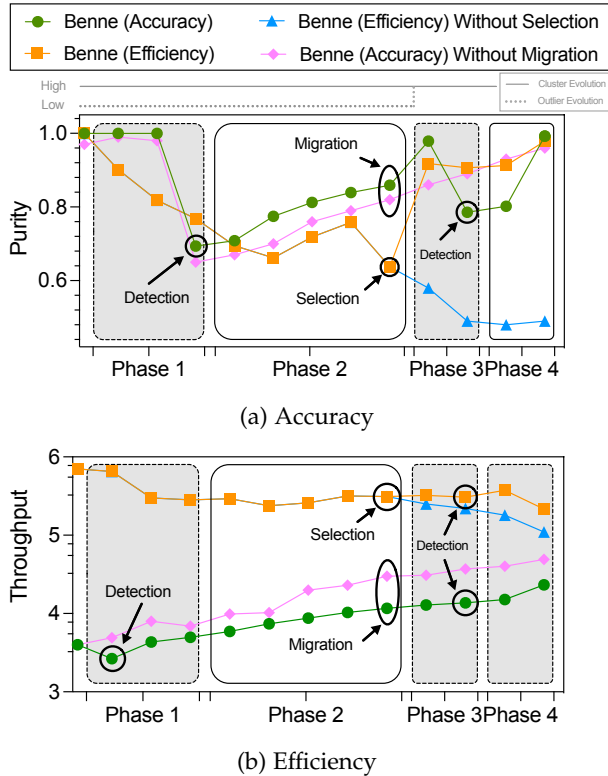 Benne (Accuracy)
Benne (Efficiency) Without Selection
Benne (Efficiency)
Benne (Accuracy) Without Migration
High
Low
Cluster Evolution
Outlier Evolution
Purity
1.0
0.8
0.6
Migration
Detection
Selection
Detection
Phase 1
Phase 2
Phase 3
Phase 4
(a) Accuracy
Throughput
6
5
4
3
Selection
Detection
Detection
Migration
Phase 1
Phase 2
Phase 3
Phase 4
(b) Efficiency